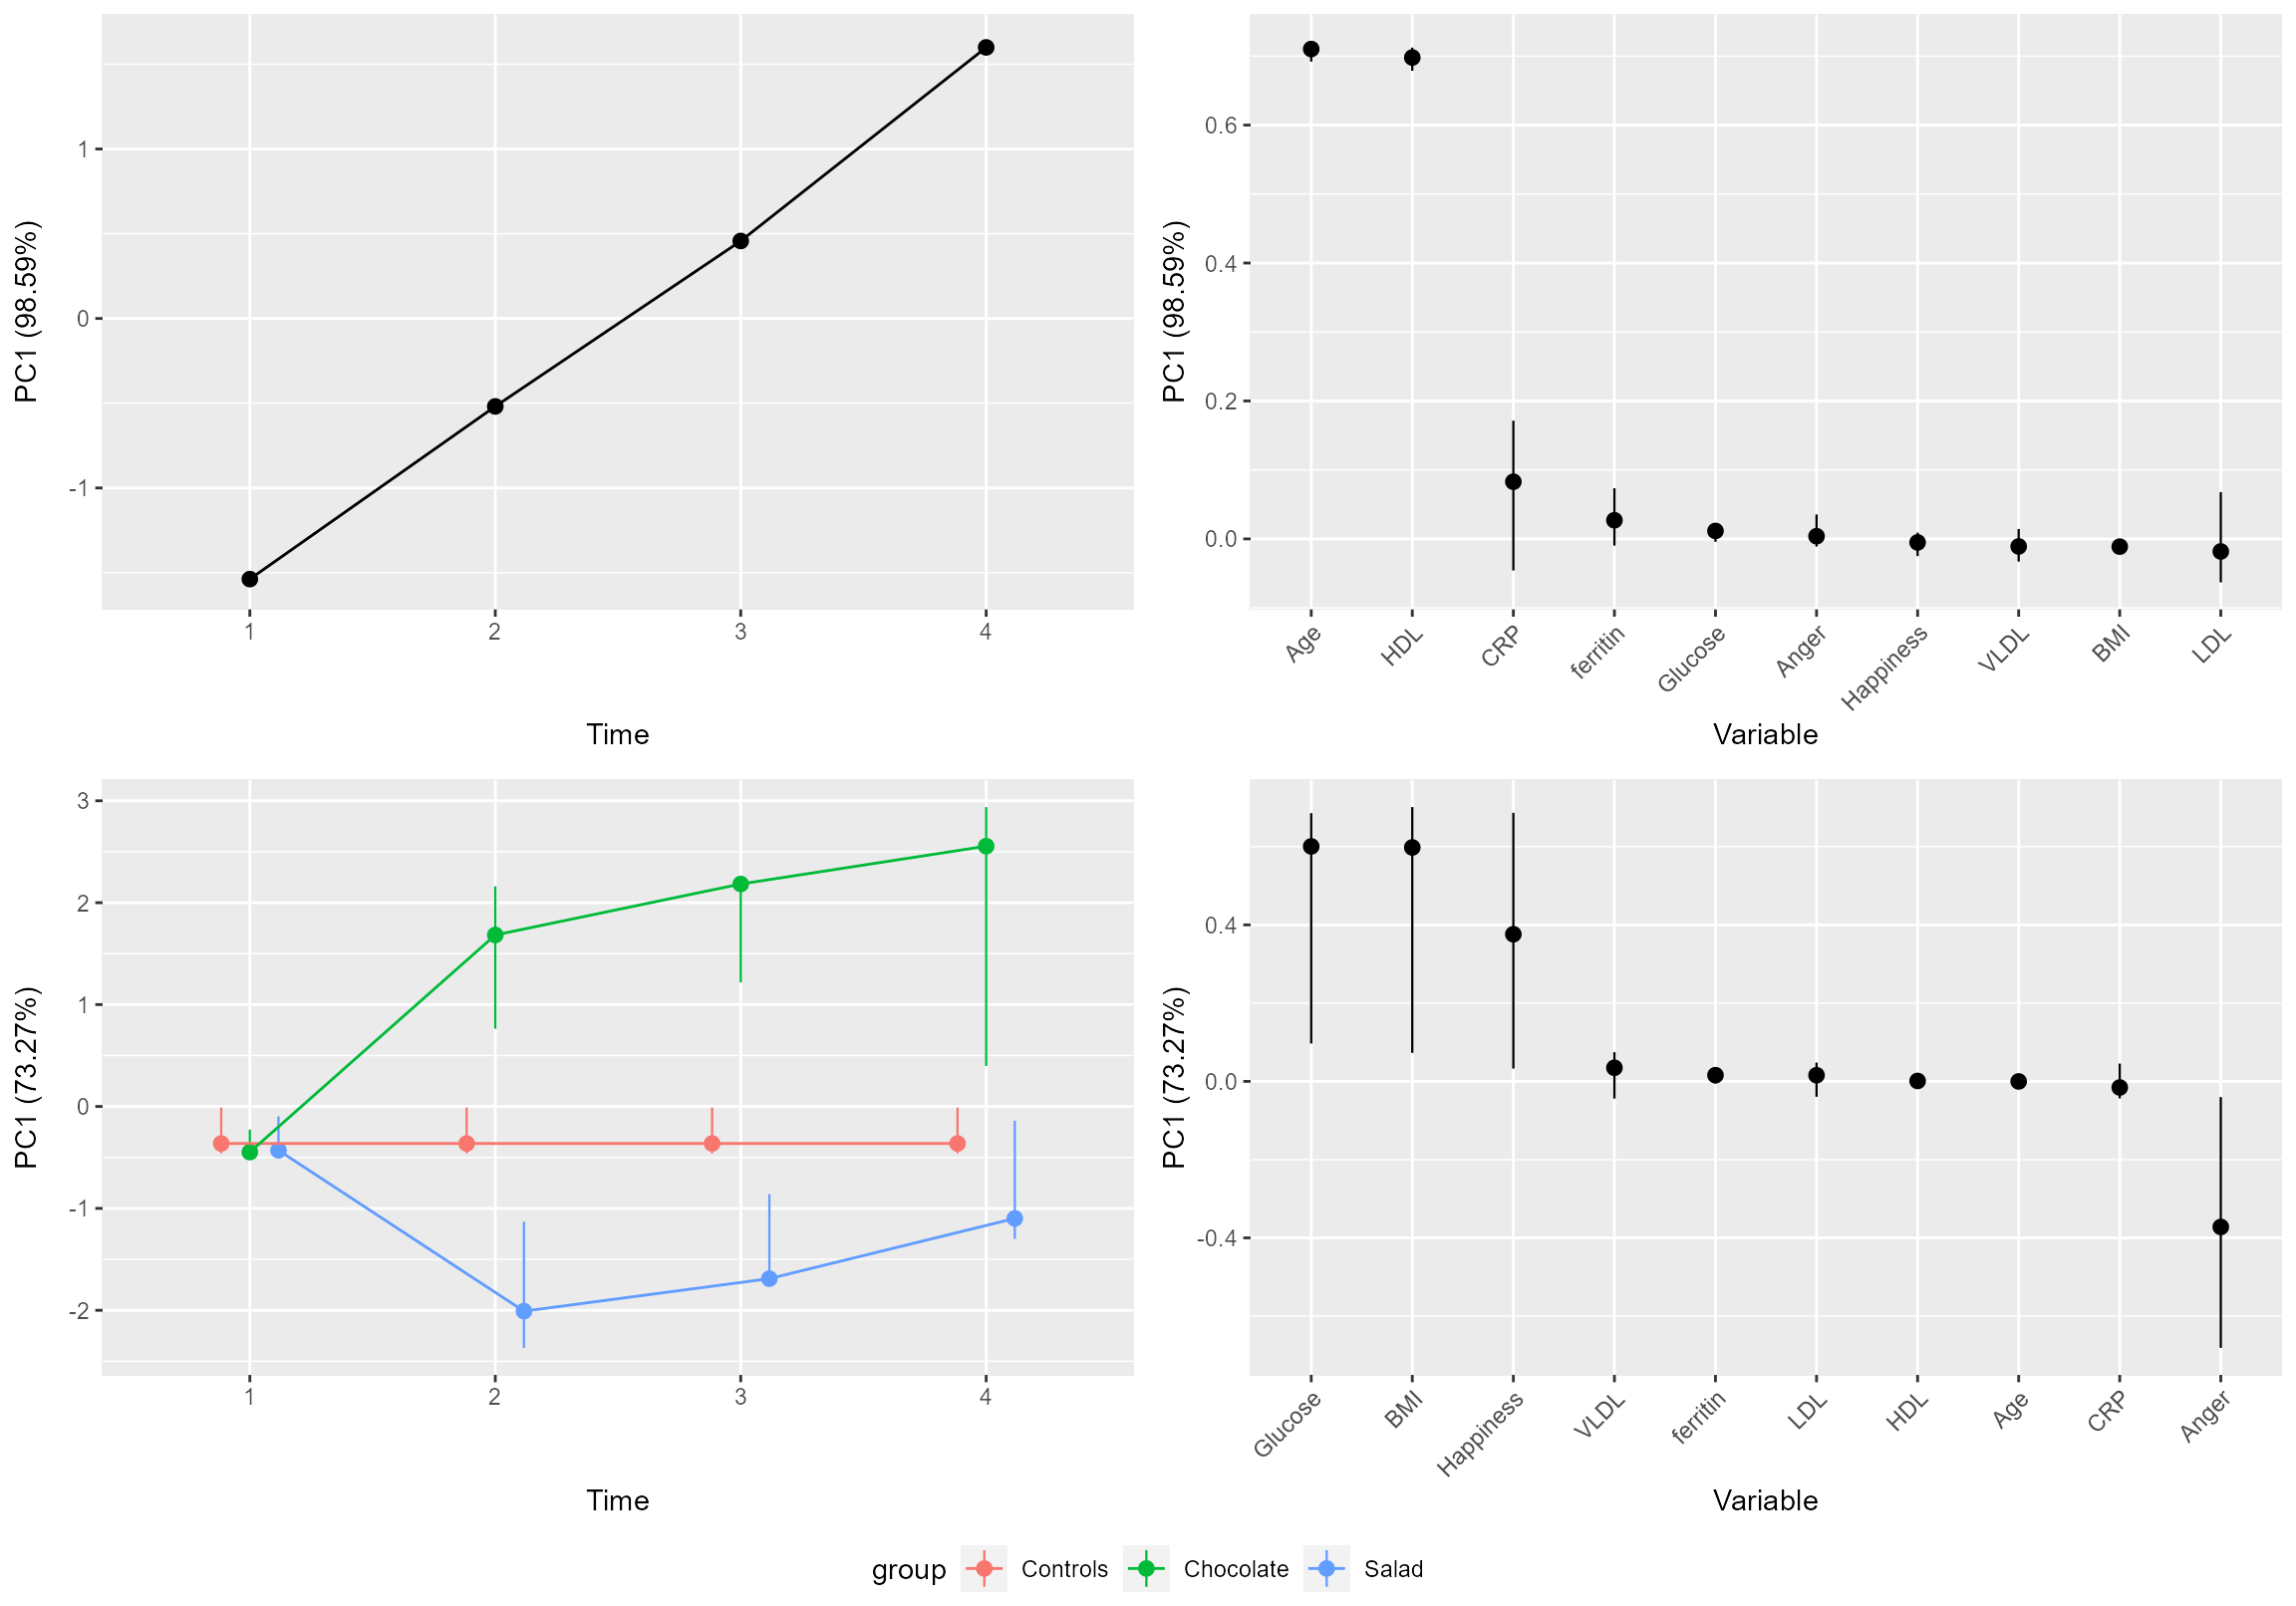 PC1 (98.59%)
1
0
-1
1 2 3 4
Time
PC1 (98.59%)
0.6
0.4
0.2
0.0
Age HDL CRP ferritin Glucose Anger Happiness VLDL BMI LDL
Variable
PC1 (73.27%)
3
2
1
0
-1
-2
1 2 3 4
Time
PC1 (73.27%)
0.4
0.0
-0.4
Glucose BMI Happiness VLDL ferritin LDL HDL Age CRP Anger
Variable
group Controls Chocolate Salad